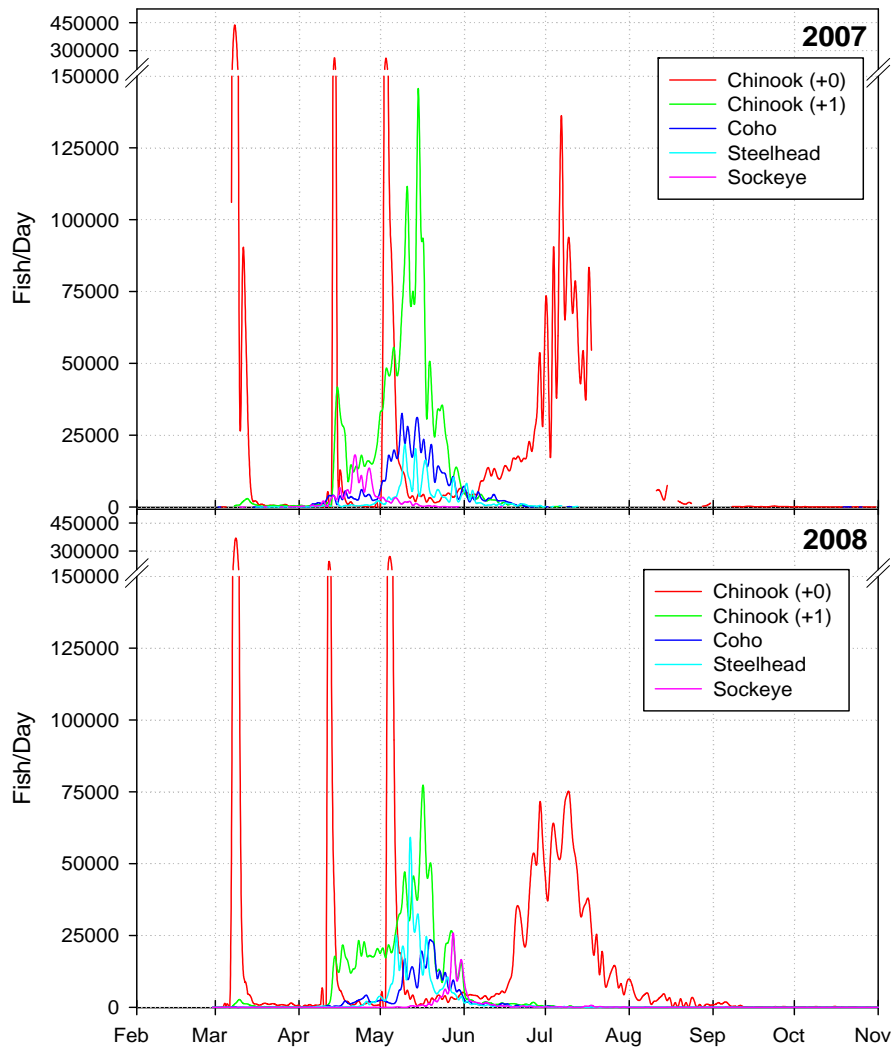 450000
2007
300000
150000
Chinook (+0)
Chinook (+1)
Coho
Steelhead
Sockeye
125000
100000
Fish/Day
75000
50000
25000
0
450000
2008
300000
150000
Chinook (+0)
Chinook (+1)
Coho
Steelhead
Sockeye
125000
100000
Fish/Day
75000
50000
25000
0
Feb Mar Apr May Jun Jul Aug Sep Oct Nov